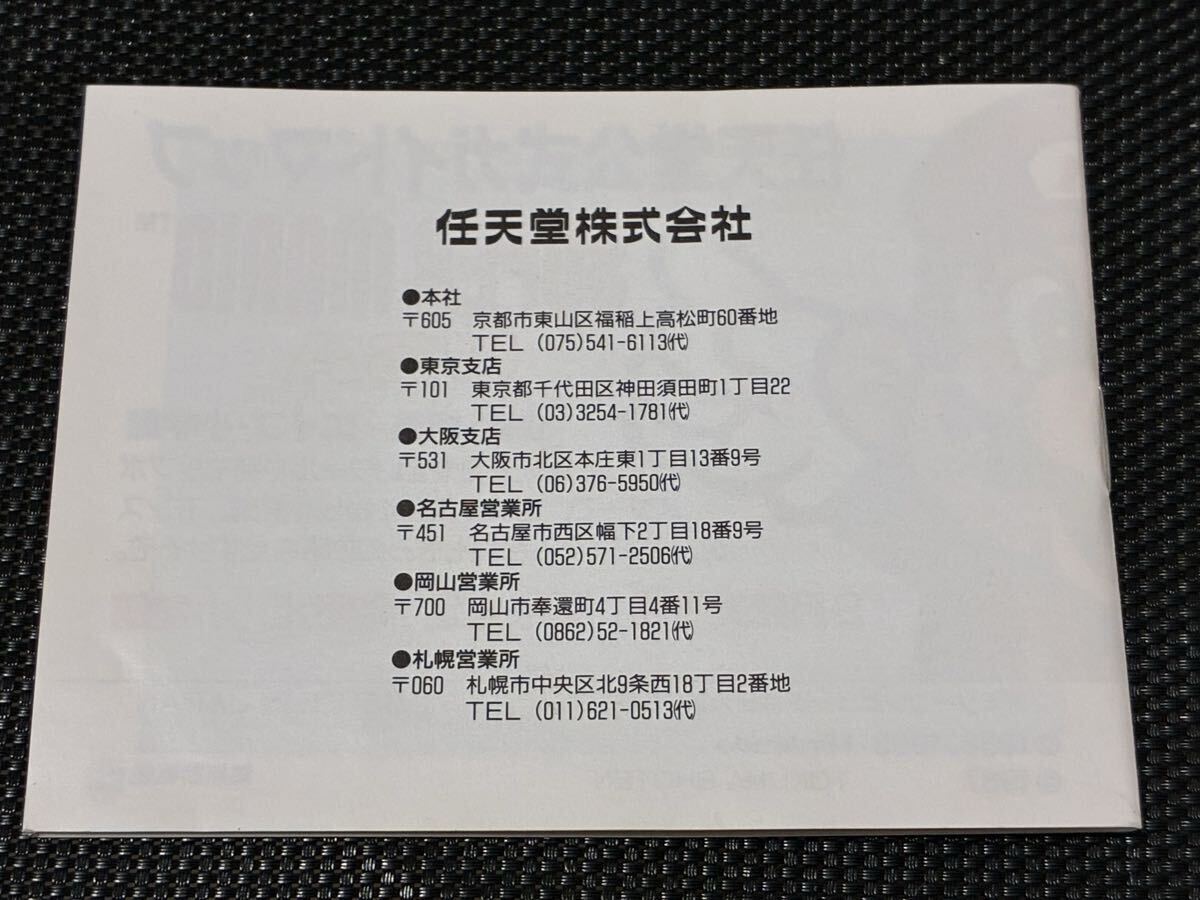 任天堂株式会社
●本社
〒605 京都市東山区福稲上高松町60番地
TEL (075)541-6113㈹
●東京支店
〒101 東京都千代田区神田須田町1丁目22
TEL (03)3254-1781㈹
●大阪支店
〒531 大阪市北区本庄東1丁目13番9号
TEL (06)376-5950㈹
●名古屋営業所
〒451 名古屋市西区幅下2丁目18番9号
TEL (052)571-2506㈹
●岡山営業所
〒700 岡山市奉還町4丁目4番11号
TEL (0862)52-1821㈹
●札幌営業所
〒060 札幌市中央区北9条西18丁目2番地
TEL (011)621-0513㈹